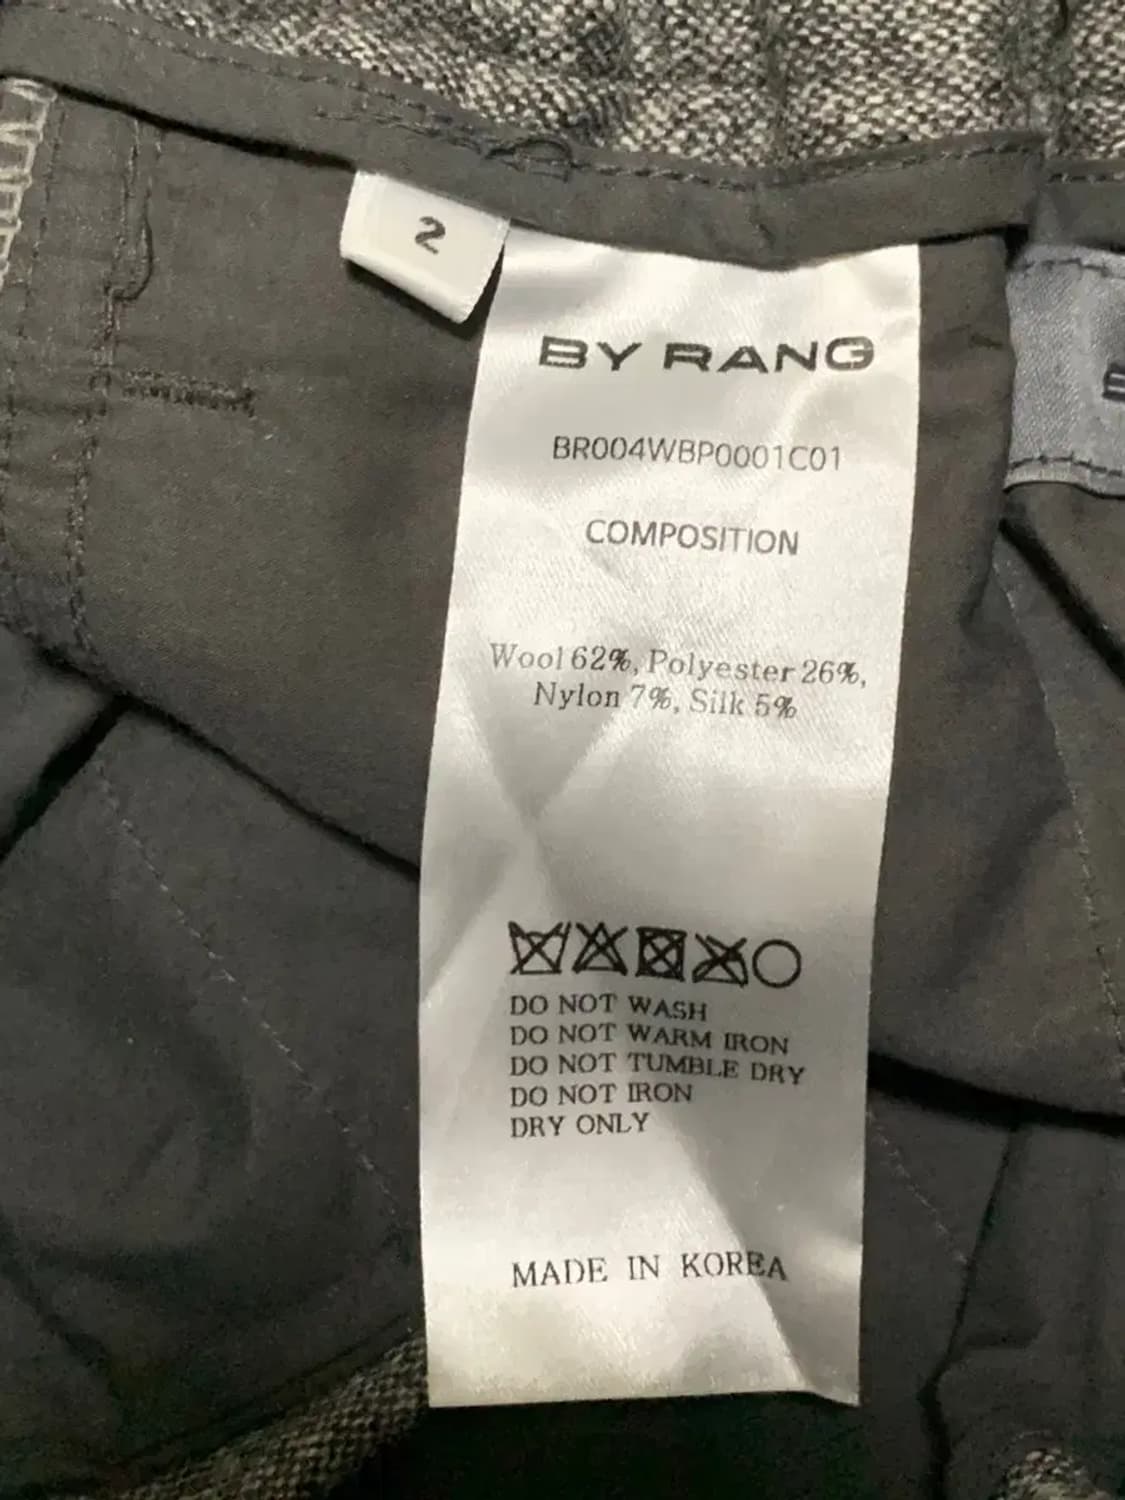 2
BY RANG
BR004WBP0001C01
COMPOSITION
Wool 62%, Polyester 26%,
Nylon 7%, Silk 5%
DO NOT WASH
DO NOT WARM IRON
DO NOT TUMBLE DRY
DO NOT IRON
DRY ONLY
MADE IN KOREA